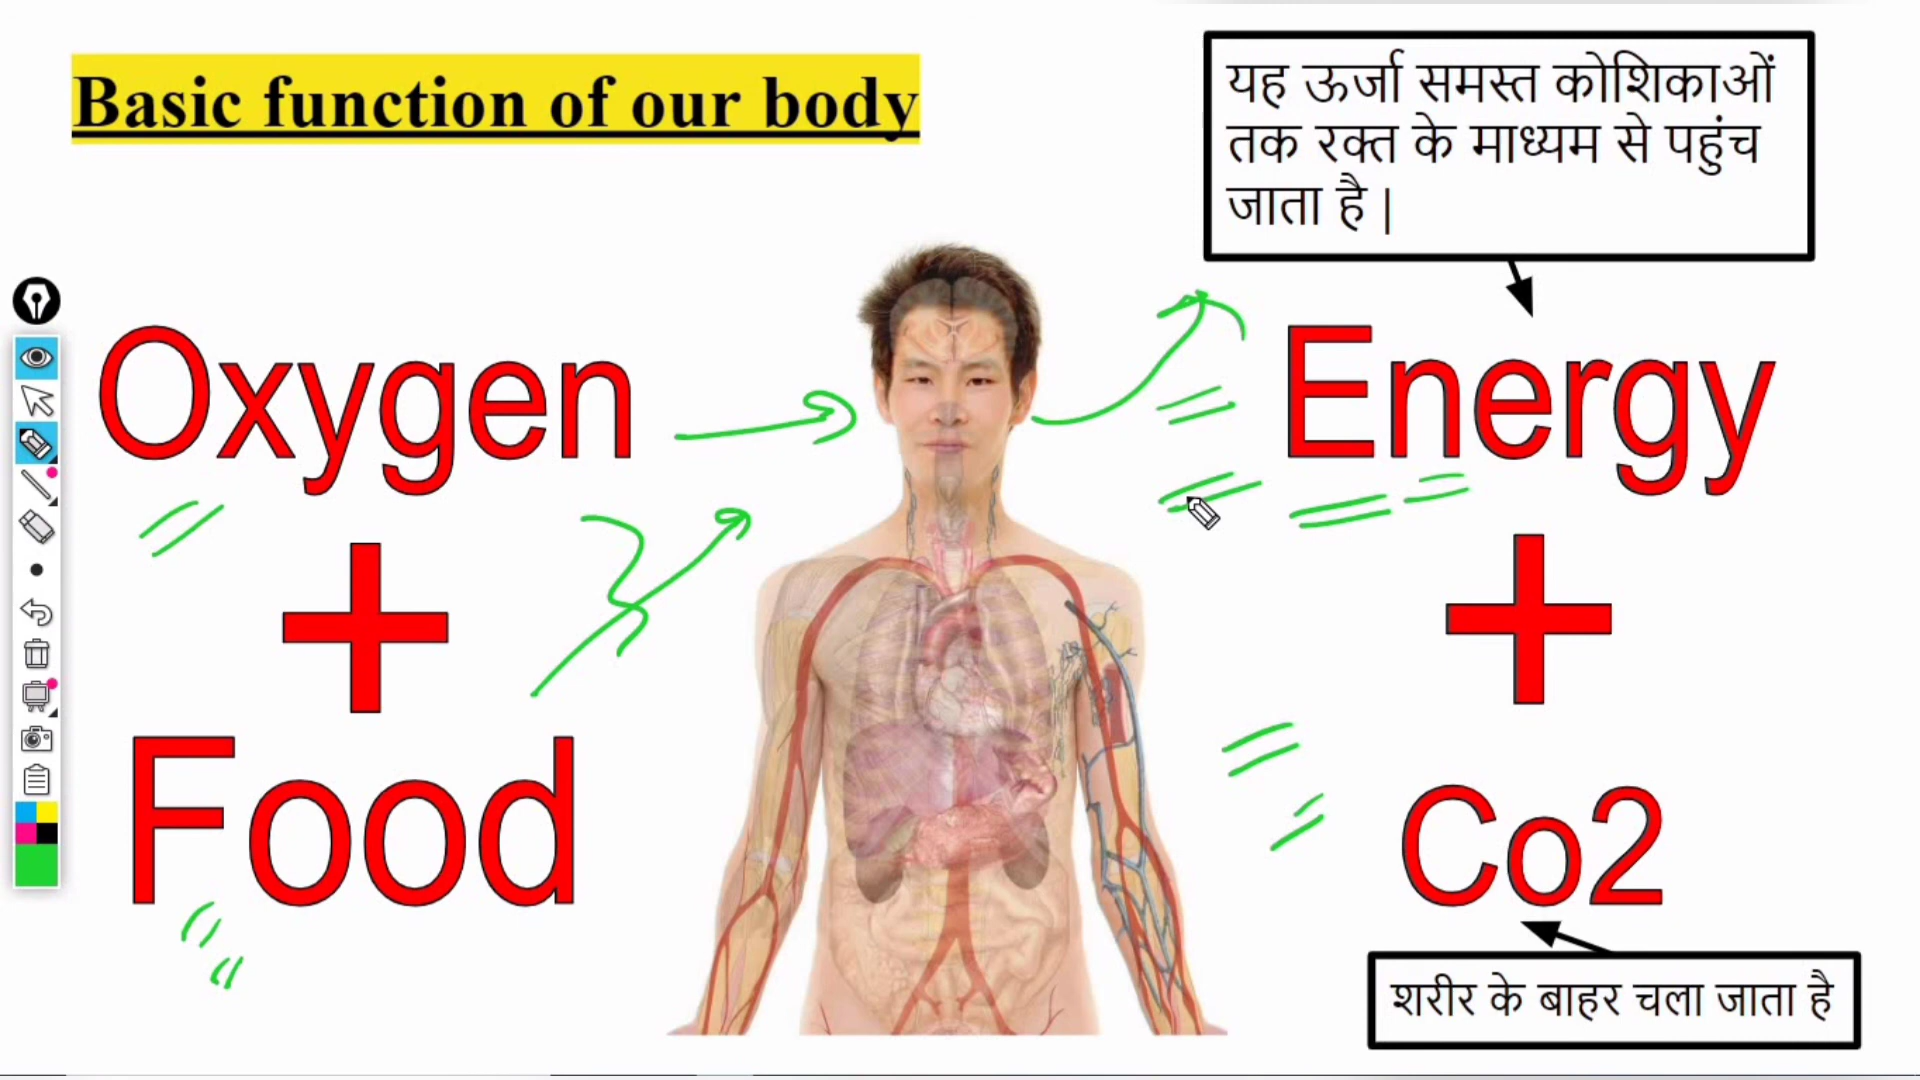 Basic function of our body
यह ऊर्जा समस्त कोशिकाओं
तक रक्त के माध्यम से पहुंच
जाता है |
Oxygen
+
Food
Energy
+
Co2
शरीर के बाहर चला जाता है